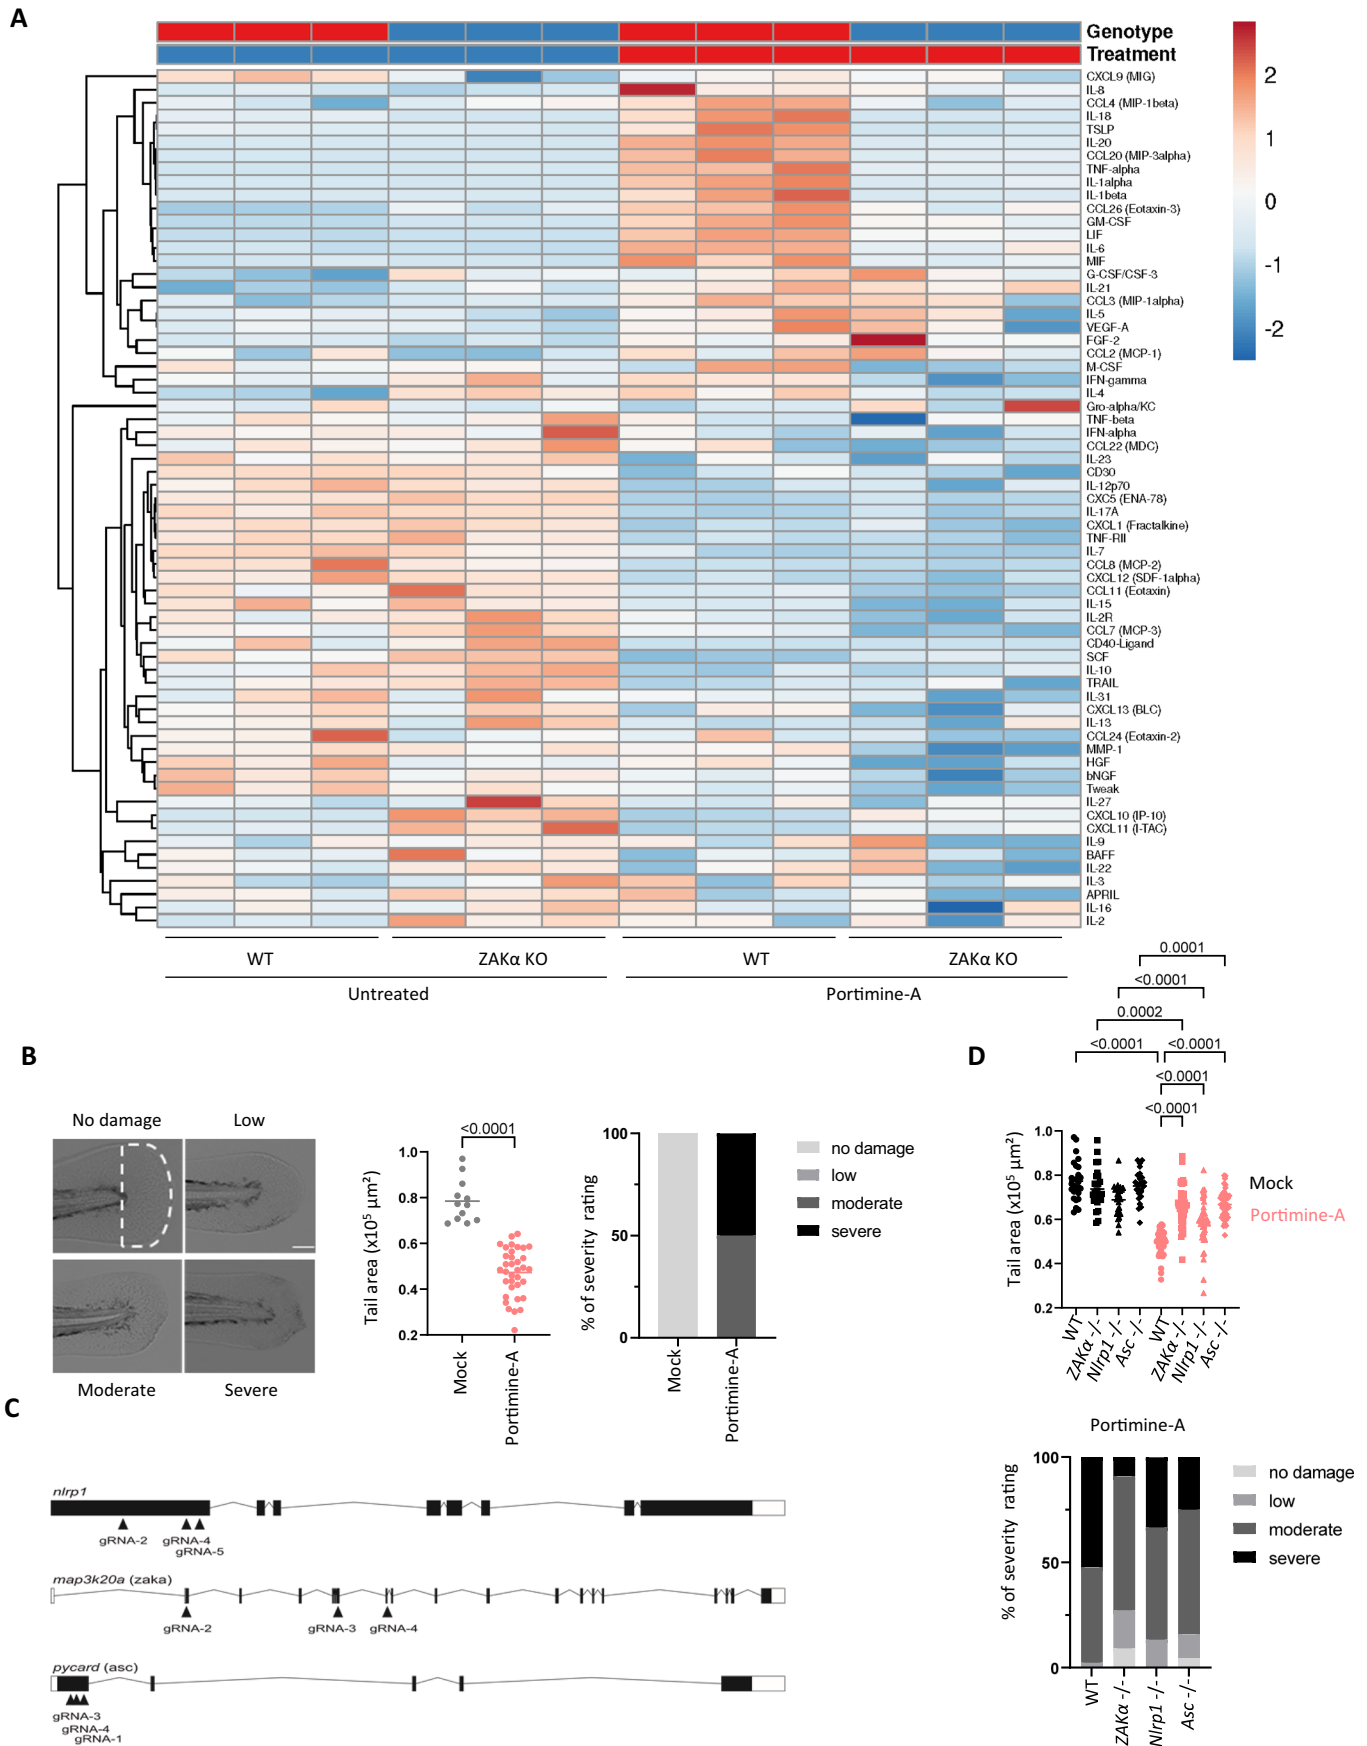 A
Genotype
Treatment
CXCL9 (MIG)
IL-8
CCL4 (MIP-1beta)
IL-18
TSLP
IL-20
CCL20 (MIP-3alpha)
TNF-alpha
IL-1alpha
IL-1beta
CCL26 (Eotaxin-3)
GM-CSF
LIF
IL-6
MIF
G-CSF/CSF-3
IL-21
CCL3 (MIP-1alpha)
IL-5
VEGF-A
FGF-2
CCL2 (MCP-1)
M-CSF
IFN-gamma
IL-4
Gro-alpha/KC
TNF-beta
IFN-alpha
CCL22 (MDC)
IL-23
CD30
IL-12p70
CXC5 (ENA-78)
IL-17A
CXCL1 (Fractalkine)
TNF-RII
IL-7
CCL8 (MCP-2)
CXCL12 (SDF-1alpha)
CCL11 (Eotaxin)
IL-15
IL-2R
CCL7 (MCP-3)
CD40-Ligand
SCF
IL-10
TRAIL
IL-31
CXCL13 (BLC)
IL-13
CCL24 (Eotaxin-2)
MMP-1
HGF
bNGF
Tweak
IL-27
CXCL10 (IP-10)
CXCL11 (I-TAC)
IL-9
BAFF
IL-22
IL-3
APRIL
IL-16
IL-2
2
1
0
-1
-2
WT
ZAKα KO
WT
ZAKα KO
Untreated
Portimine-A
B
No damage
Low
Moderate
Severe
<0.0001
Tail area (x10⁵ µm²)
1.0
0.8
0.6
0.4
0.2
Mock
Portimine-A
% of severity rating
100
50
0
Mock
Portimine-A
no damage
low
moderate
severe
C
nlrp1
gRNA-2
gRNA-4
gRNA-5
map3k20a (zaka)
gRNA-2
gRNA-3
gRNA-4
pycard (asc)
gRNA-3
gRNA-4
gRNA-1
D
0.0001
<0.0001
0.0002
<0.0001
<0.0001
<0.0001
<0.0001
Tail area (x10⁵ µm²)
1.0
0.8
0.6
0.4
0.2
Mock
Portimine-A
WT
ZAKα -/-
Nlrp1 -/-
Asc -/-
WT
ZAKα -/-
Nlrp1 -/-
Asc -/-
Portimine-A
% of severity rating
100
50
0
WT
ZAKα -/-
Nlrp1 -/-
Asc -/-
no damage
low
moderate
severe